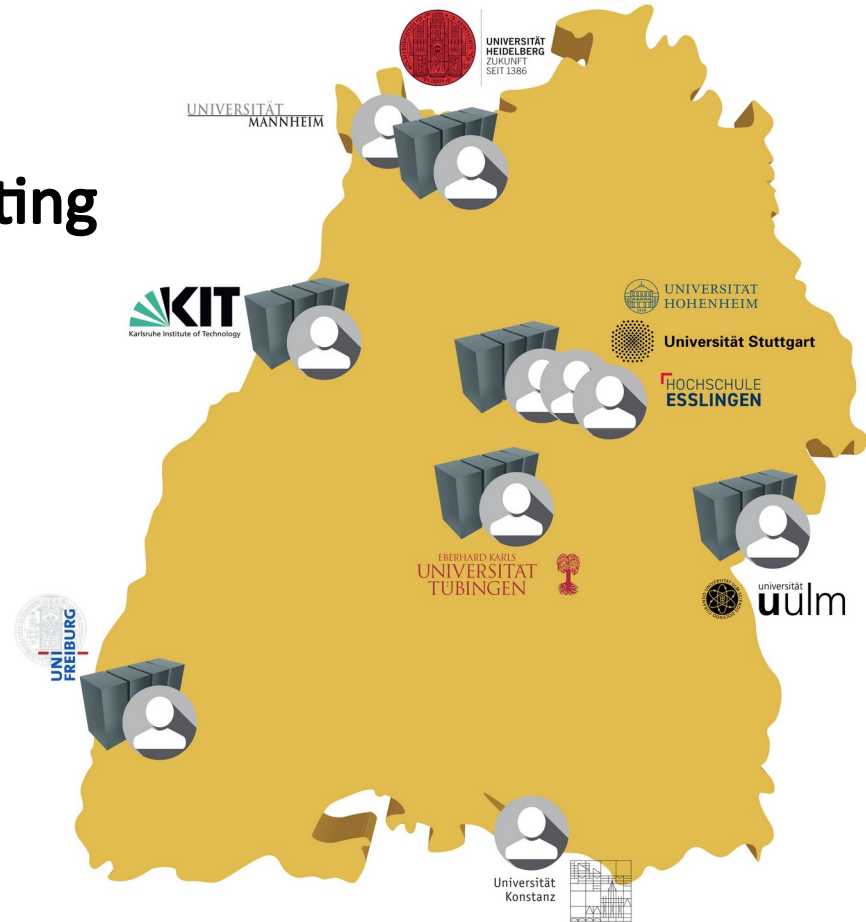 UNIVERSITÄT
HEIDELBERG
ZUKUNFT
SEIT 1386
UNIVERSITÄT
MANNHEIM
ting
KIT
Karlsruhe Institute of Technology
UNIVERSITÄT
HOHENHEIM
Universität Stuttgart
HOCHSCHULE
ESSLINGEN
EBERHARD KARLS
UNIVERSITÄT
TÜBINGEN
universität
uulm
UNI
FREIBURG
Universität
Konstanz